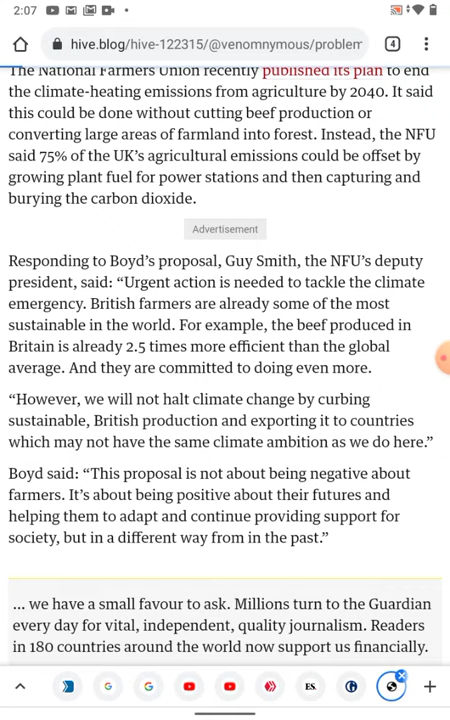 2:07
hive.blog/hive-122315/@venomnymous/problem
4
The National Farmers Union recently published its plan to end
the climate-heating emissions from agriculture by 2040. It said
this could be done without cutting beef production or
converting large areas of farmland into forest. Instead, the NFU
said 75% of the UK’s agricultural emissions could be offset by
growing plant fuel for power stations and then capturing and
burying the carbon dioxide.
Advertisement
Responding to Boyd’s proposal, Guy Smith, the NFU’s deputy
president, said: “Urgent action is needed to tackle the climate
emergency. British farmers are already some of the most
sustainable in the world. For example, the beef produced in
Britain is already 2.5 times more efficient than the global
average. And they are committed to doing even more.
“However, we will not halt climate change by curbing
sustainable, British production and exporting it to countries
which may not have the same climate ambition as we do here.”
Boyd said: “This proposal is not about being negative about
farmers. It’s about being positive about their futures and
helping them to adapt and continue providing support for
society, but in a different way from in the past.”
... we have a small favour to ask. Millions turn to the Guardian
every day for vital, independent, quality journalism. Readers
in 180 countries around the world now support us financially.
ES.